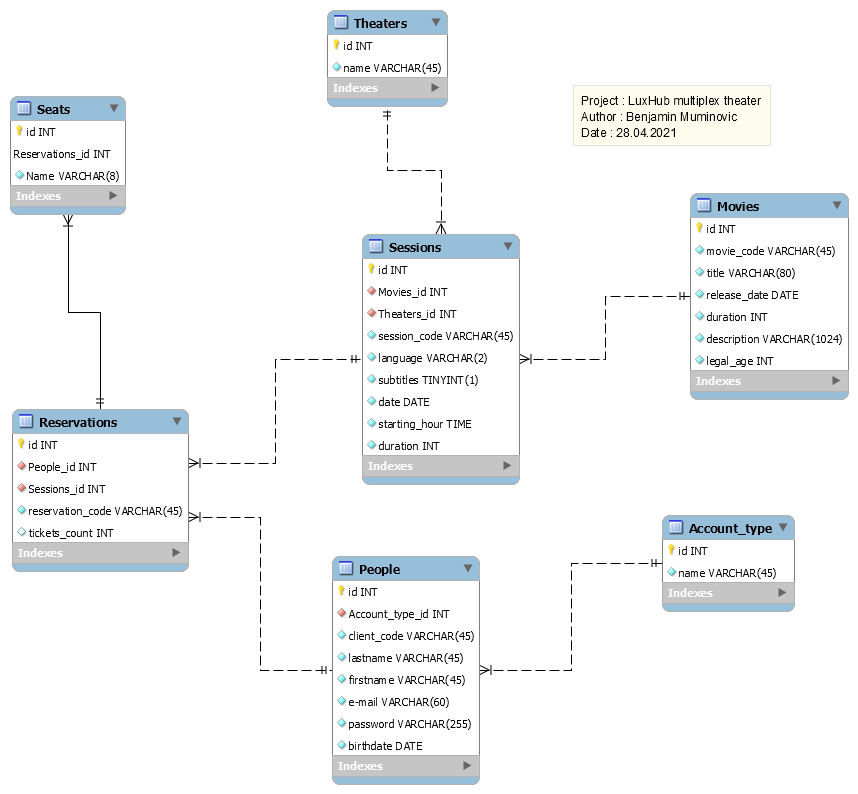 Theaters
id INT
name VARCHAR(45)
Indexes
Project : LuxHub multiplex theater
Author : Benjamin Muminovic
Date : 28.04.2021
Seats
id INT
Reservations_id INT
Name VARCHAR(8)
Indexes
Sessions
id INT
Movies_id INT
Theaters_id INT
session_code VARCHAR(45)
language VARCHAR(2)
subtitles TINYINT(1)
date DATE
starting_hour TIME
duration INT
Indexes
Movies
id INT
movie_code VARCHAR(45)
title VARCHAR(80)
release_date DATE
duration INT
description VARCHAR(1024)
legal_age INT
Indexes
Reservations
id INT
People_id INT
Sessions_id INT
reservation_code VARCHAR(45)
tickets_count INT
Indexes
People
id INT
Account_type_id INT
client_code VARCHAR(45)
lastname VARCHAR(45)
firstname VARCHAR(45)
e-mail VARCHAR(60)
password VARCHAR(255)
birthdate DATE
Indexes
Account_type
id INT
name VARCHAR(45)
Indexes